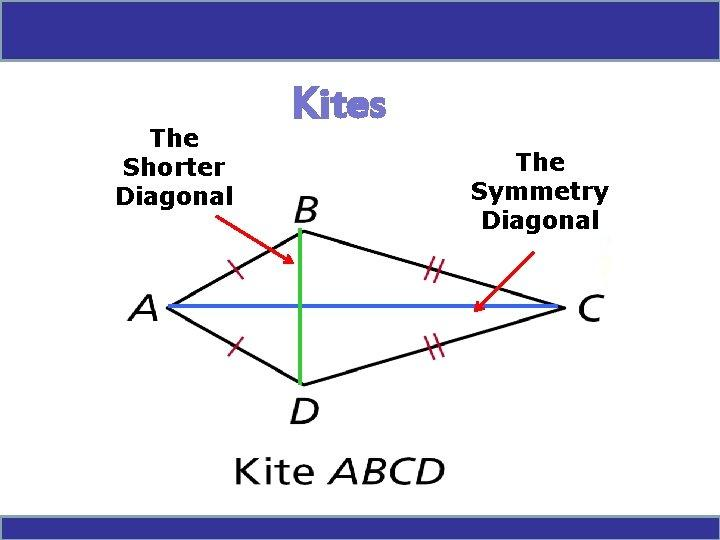 Kites
The
Shorter
Diagonal
The
Symmetry
Diagonal
B
A
C
D
Kite ABCD